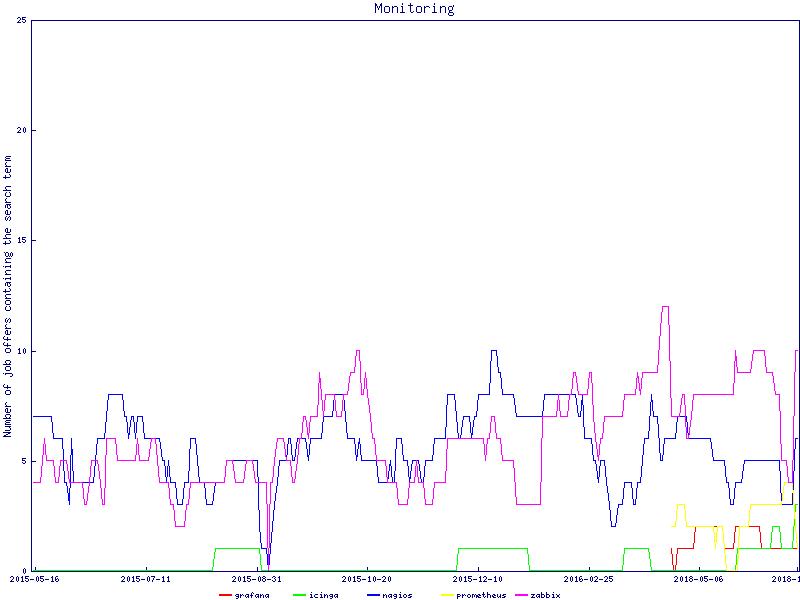 Monitoring
Number of job offers containing the search term
25
20
15
10
5
0
2015-05-16 2015-07-11 2015-08-31 2015-10-20 2015-12-10 2016-02-25 2018-05-06 2018-1
grafana icinga nagios prometheus zabbix